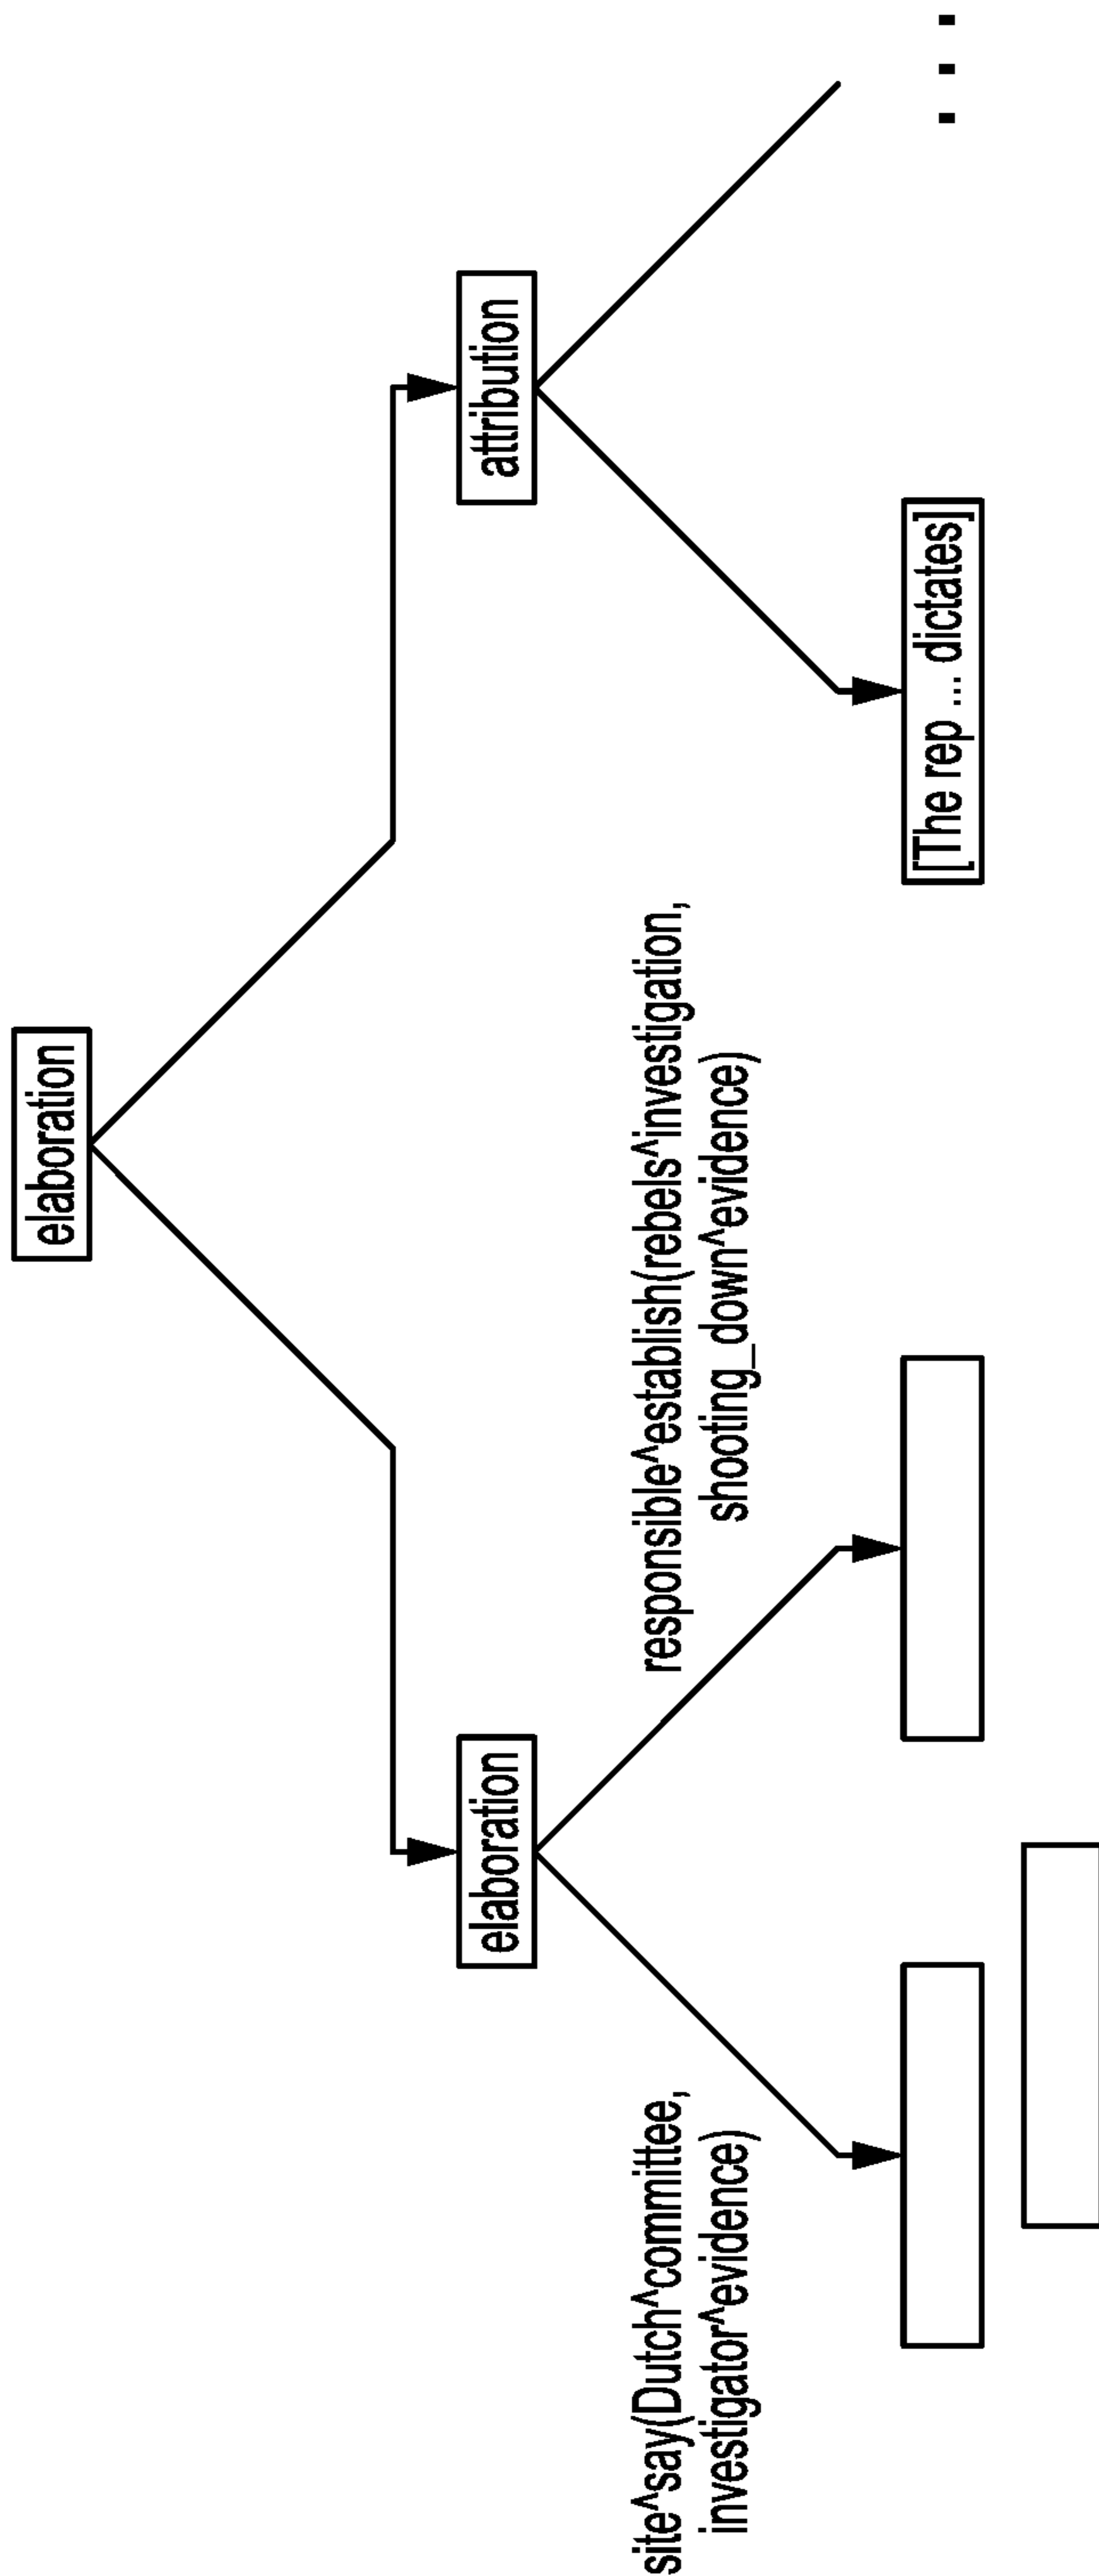 elaboration
elaboration
attribution
site^say(Dutch^committee,
investigator^evidence)
responsible^establish(rebels^investigation,
shooting_down^evidence)
[The rep ... dictates]
...